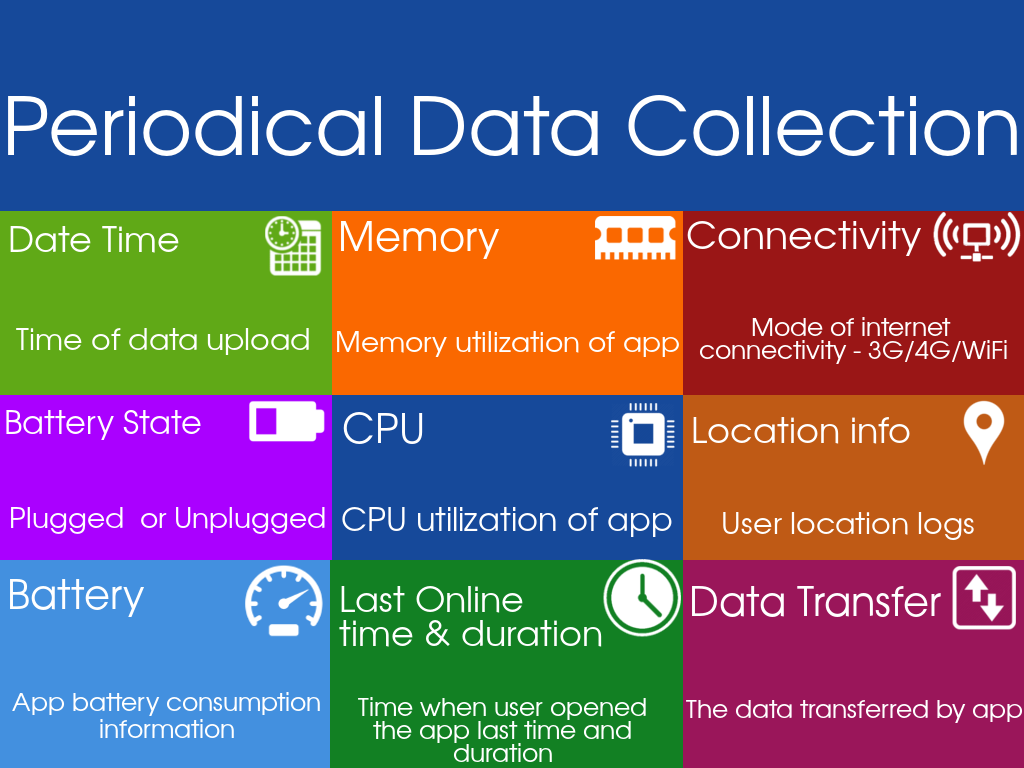 Periodical Data Collection
Date Time
Time of data upload
Memory
Memory utilization of app
Connectivity
Mode of internet
connectivity - 3G/4G/WiFi
Battery State
Plugged  or Unplugged
CPU
CPU utilization of app
Location info
User location logs
Battery
App battery consumption
information
Last Online
time & duration
Time when user opened
the app last time and
duration
Data Transfer
The data transferred by app